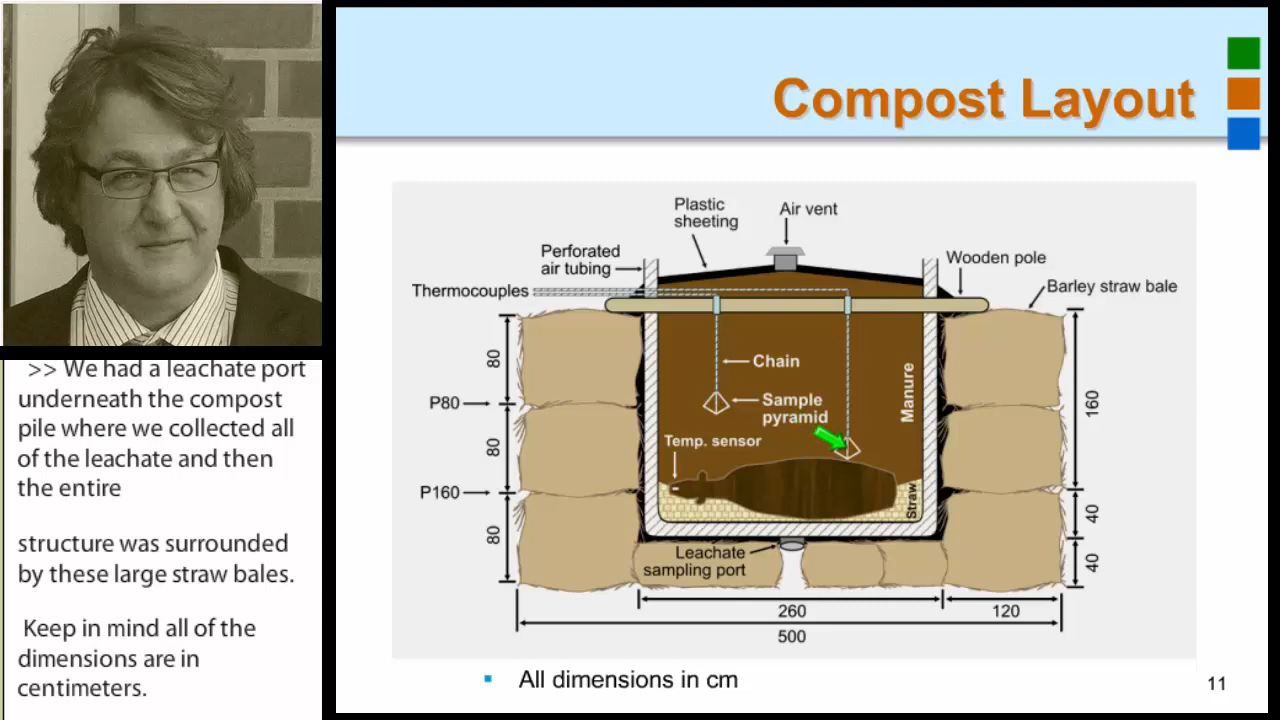 Compost Layout
Plastic
sheeting
Air vent
Perforated
air tubing
Wooden pole
Thermocouples
Barley straw bale
80
Chain
P80
Sample
pyramid
Manure
160
80
Temp. sensor
P160
Straw
80
40
Leachate
sampling port
40
260
120
500
▪ All dimensions in cm
11
>> We had a leachate port
underneath the compost
pile where we collected all
of the leachate and then
the entire
structure was surrounded
by these large straw bales.
Keep in mind all of the
dimensions are in
centimeters.